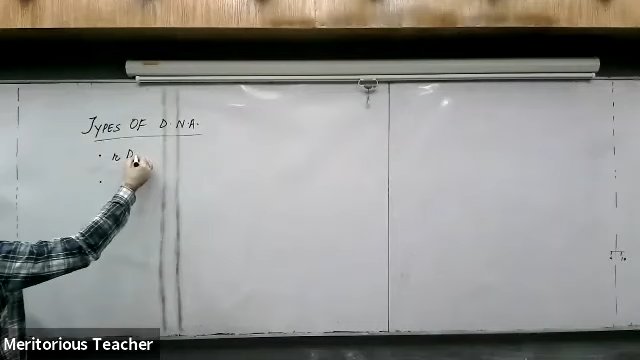 TYPES OF D.N.A.
• n D
•
Meritorious Teacher